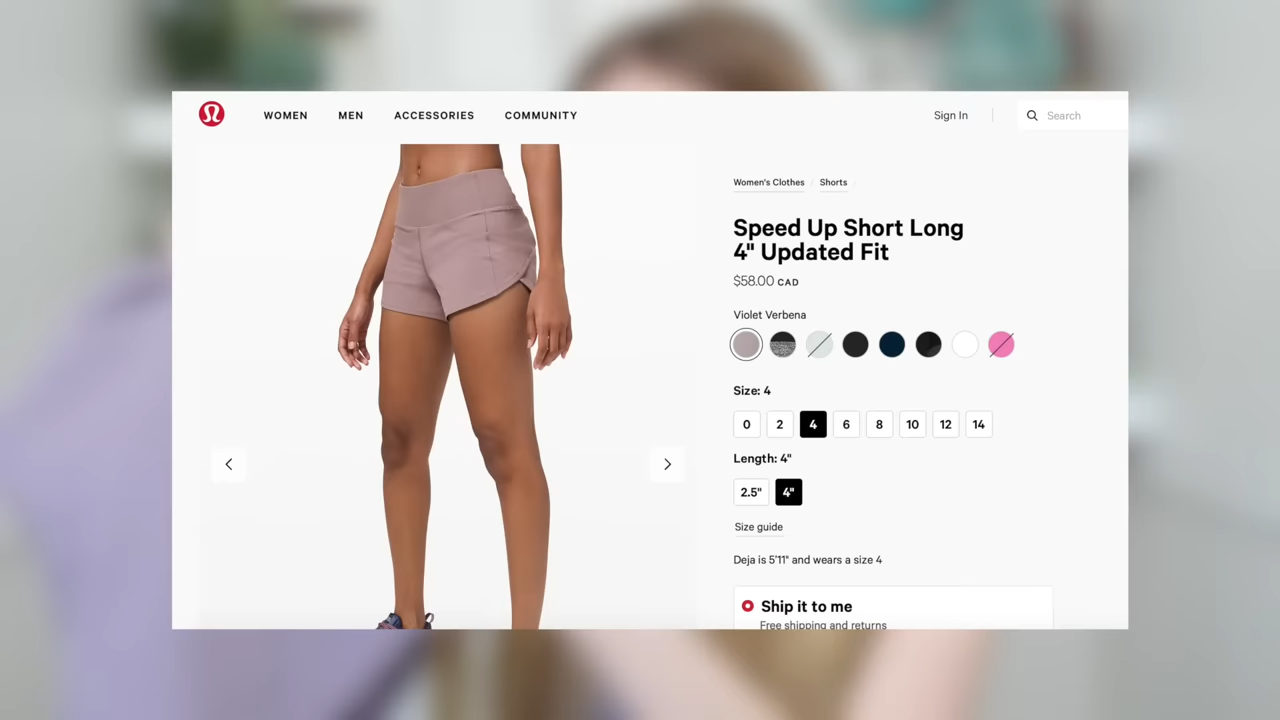 WOMEN MEN ACCESSORIES COMMUNITY Sign In Search
Women's Clothes Shorts
Speed Up Short Long
4" Updated Fit
$58.00 CAD
Violet Verbena
Size: 4
0 2 4 6 8 10 12 14
Length: 4"
2.5" 4"
Size guide
Deja is 5'11" and wears a size 4
Ship it to me
Free shipping and returns